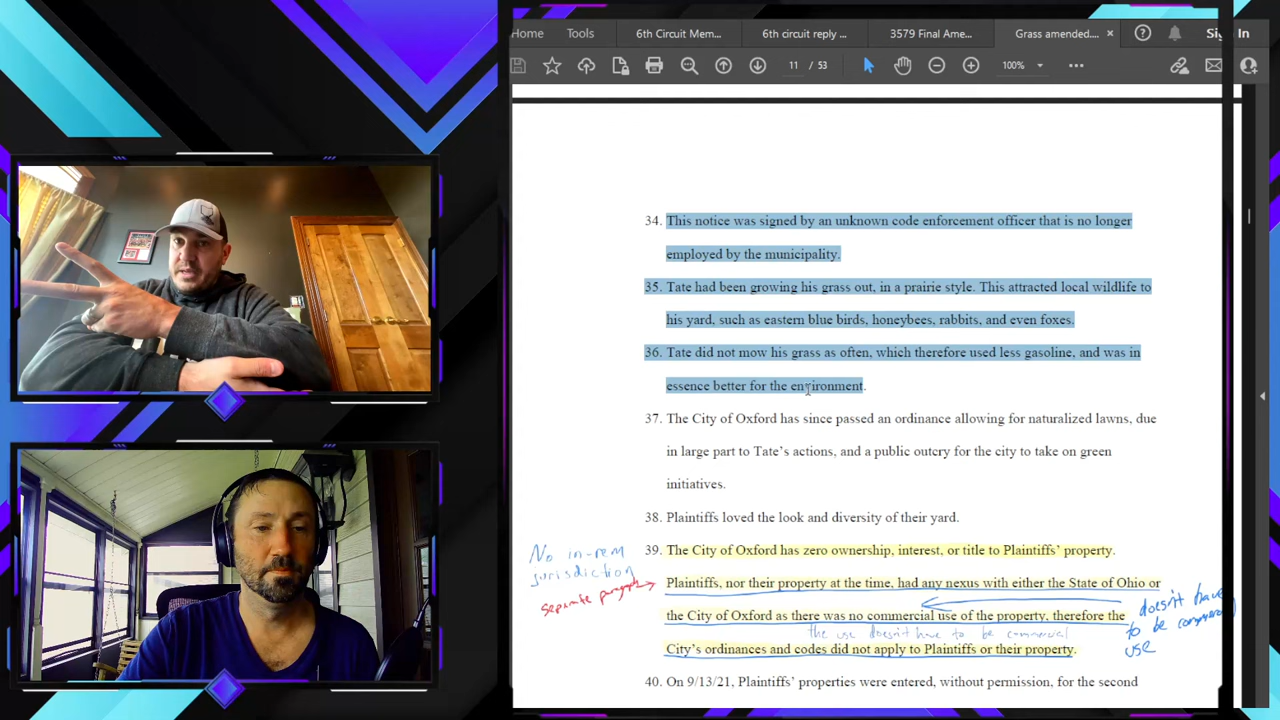 Home Tools 6th Circuit Mem... 6th circuit reply ... 3579 Final Ame... Grass amended.... × Sign In
11 / 53 100%
34. This notice was signed by an unknown code enforcement officer that is no longer
employed by the municipality.
35. Tate had been growing his grass out, in a prairie style. This attracted local wildlife to
his yard, such as eastern blue birds, honeybees, rabbits, and even foxes.
36. Tate did not mow his grass as often, which therefore used less gasoline, and was in
essence better for the environment.
37. The City of Oxford has since passed an ordinance allowing for naturalized lawns, due
in large part to Tate's actions, and a public outcry for the city to take on green
initiatives.
38. Plaintiffs loved the look and diversity of their yard.
39. The City of Oxford has zero ownership, interest, or title to Plaintiffs' property.
No in-rem
jurisdiction
separate paragraph
Plaintiffs, nor their property at the time, had any nexus with either the State of Ohio or
the City of Oxford as there was no commercial use of the property, therefore the
the use doesn't have to be commercial
City's ordinances and codes did not apply to Plaintiffs or their property.
doesn't have
to be commercial
use
40. On 9/13/21, Plaintiffs' properties were entered, without permission, for the second